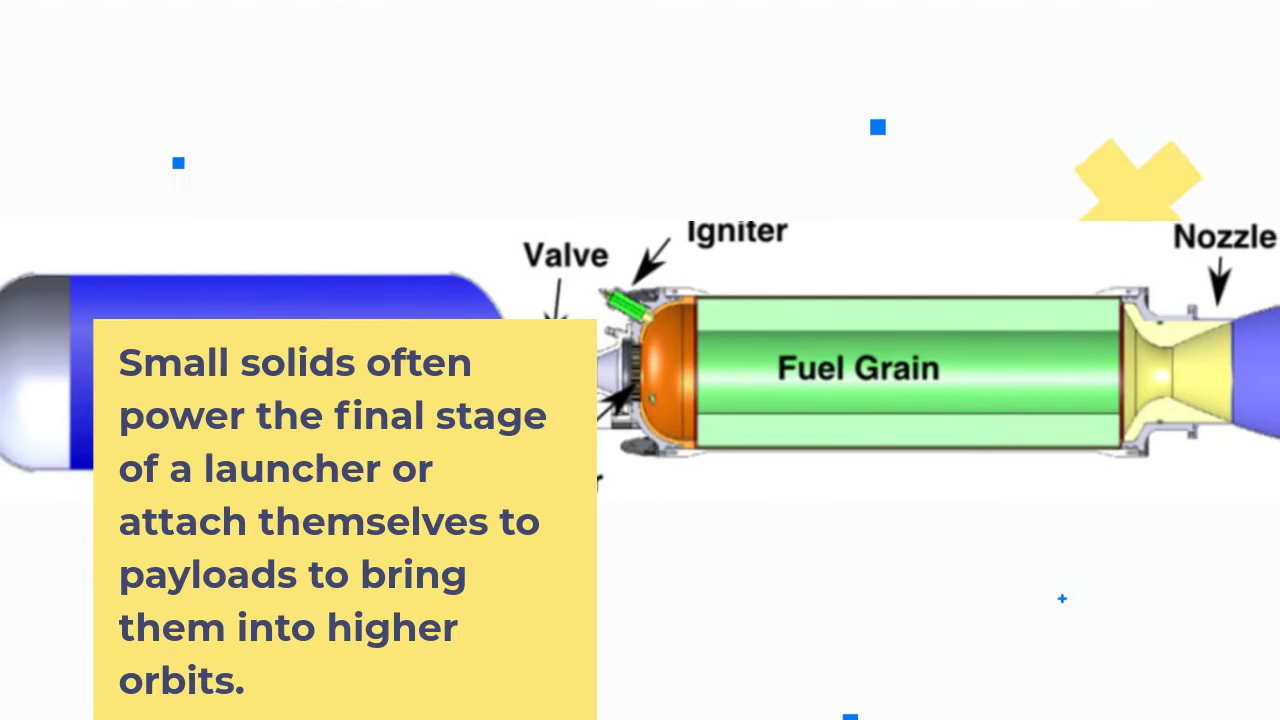 Igniter
Valve
Nozzle
Fuel Grain
Small solids often
power the final stage
of a launcher or
attach themselves to
payloads to bring
them into higher
orbits.